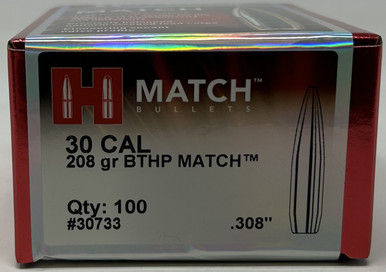 H MATCH™
BULLETS
30 CAL
208 gr BTHP MATCH™
Qty: 100
#30733 .308"